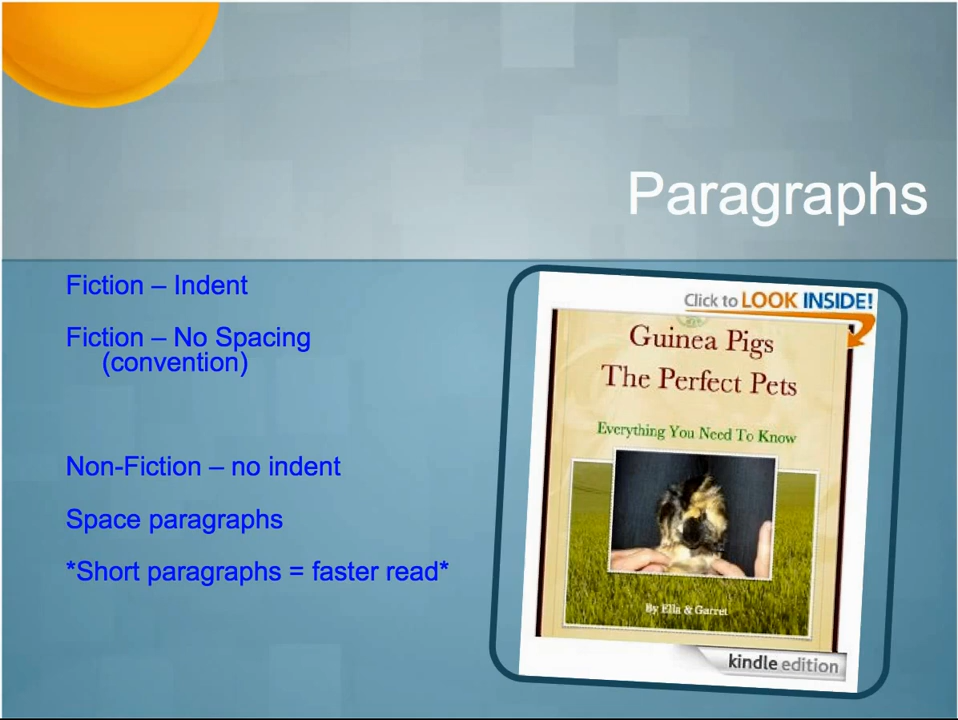 Paragraphs
Fiction – Indent
Fiction – No Spacing
(convention)
Non-Fiction – no indent
Space paragraphs
*Short paragraphs = faster read*
Click to LOOK INSIDE!
Guinea Pigs
The Perfect Pets
Everything You Need To Know
By Ella & Garret
kindle edition